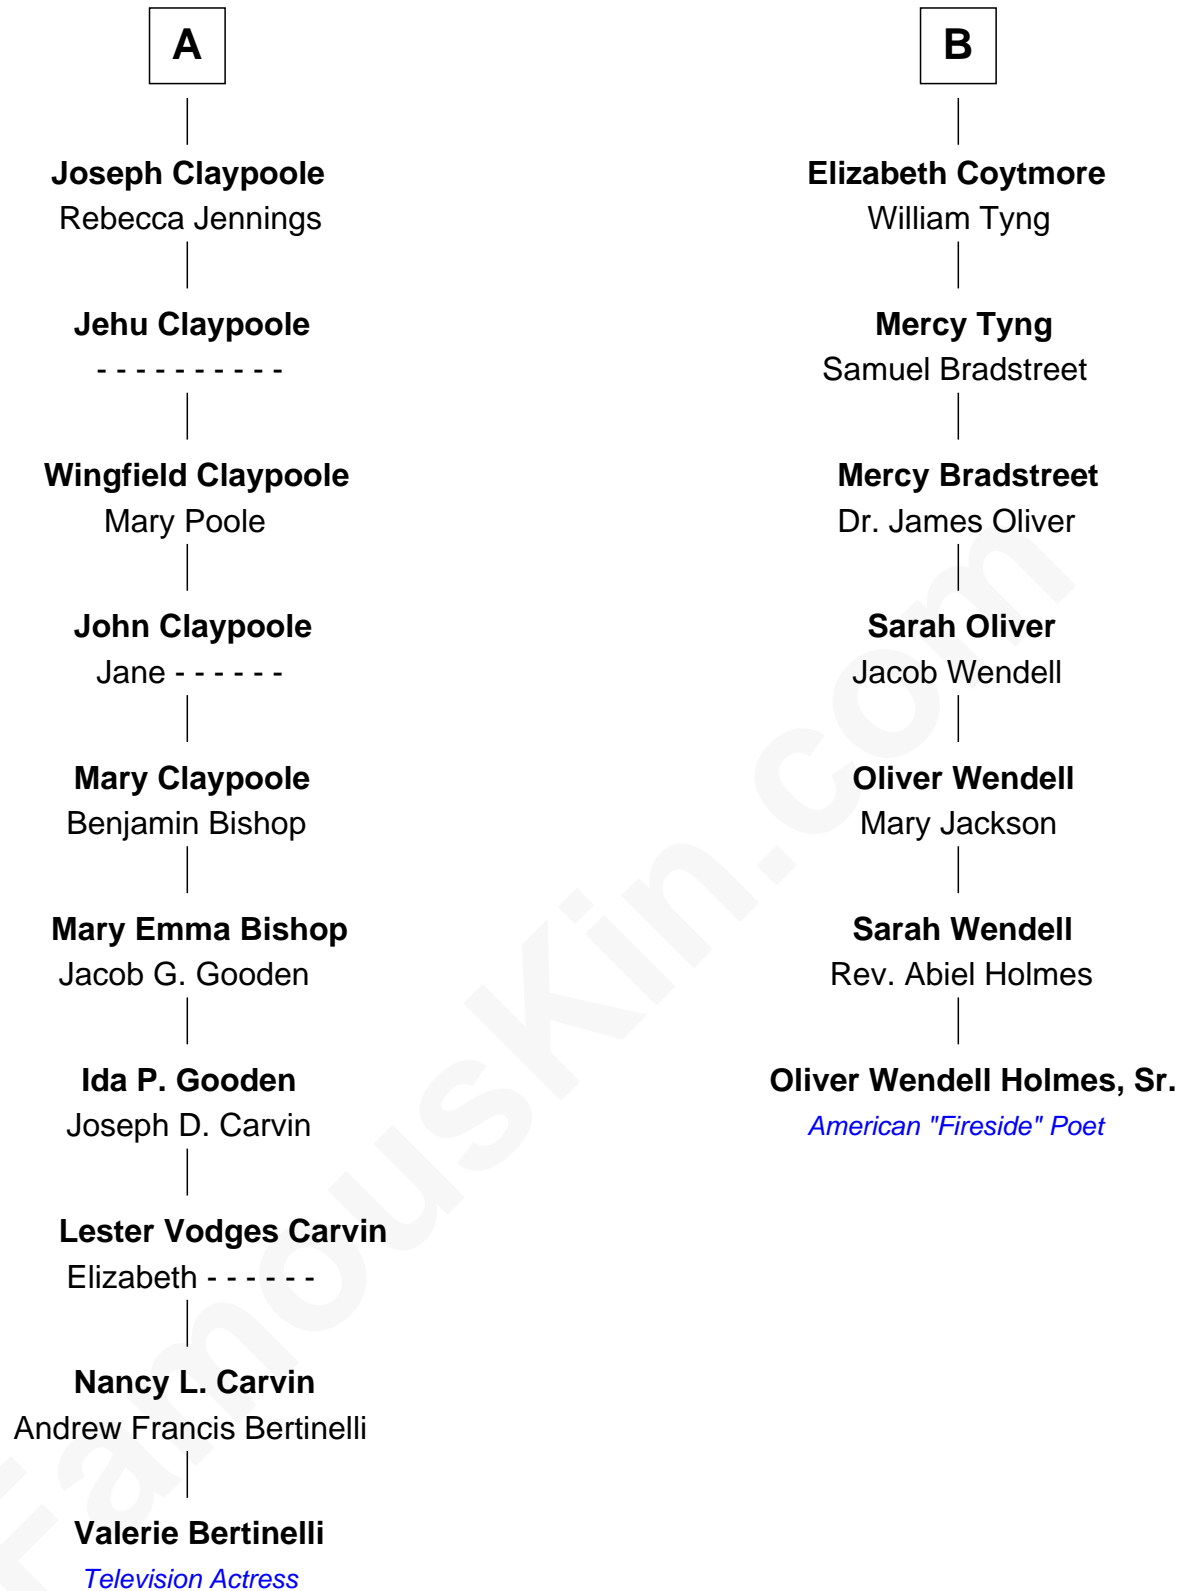 A
Joseph Claypoole
Rebecca Jennings
Jehu Claypoole
- - - - - - - - - -
Wingfield Claypoole
Mary Poole
John Claypoole
Jane - - - - - -
Mary Claypoole
Benjamin Bishop
Mary Emma Bishop
Jacob G. Gooden
Ida P. Gooden
Joseph D. Carvin
Lester Vodges Carvin
Elizabeth - - - - - -
Nancy L. Carvin
Andrew Francis Bertinelli
Valerie Bertinelli
Television Actress
B
Elizabeth Coytmore
William Tyng
Mercy Tyng
Samuel Bradstreet
Mercy Bradstreet
Dr. James Oliver
Sarah Oliver
Jacob Wendell
Oliver Wendell
Mary Jackson
Sarah Wendell
Rev. Abiel Holmes
Oliver Wendell Holmes, Sr.
American "Fireside" Poet
FamousKin.com